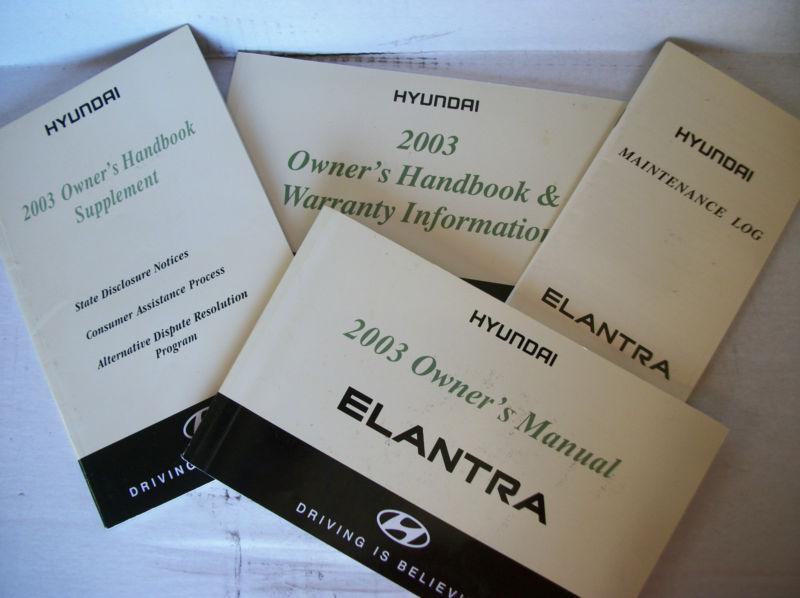 HYUNDAI
2003 Owner's Handbook
Supplement
State Disclosure Notices
Consumer Assistance Process
Alternative Dispute Resolution
Program
DRIVING
HYUNDAI
2003
Owner's Handbook &
Warranty Information
HYUNDAI
MAINTENANCE LOG
ELANTRA
HYUNDAI
2003 Owner's Manual
ELANTRA
DRIVING IS BELIEVI